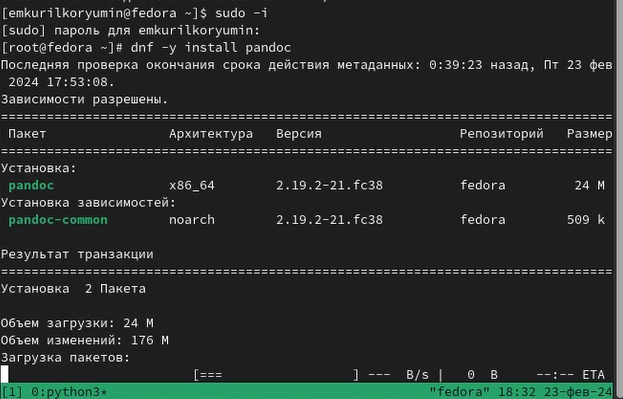 [emkurilkoryumin@fedora ~]$ sudo -i
[sudo] пароль для emkurilkoryumin:
[root@fedora ~]# dnf -y install pandoc
Последняя проверка окончания срока действия метаданных: 0:39:23 назад, Пт 23 фев
2024 17:53:08.
Зависимости разрешены.
================================================================================
Пакет Архитектура Версия Репозиторий Размер
================================================================================
Установка:
pandoc x86_64 2.19.2-21.fc38 fedora 24 M
Установка зависимостей:
pandoc-common noarch 2.19.2-21.fc38 fedora 509 k
Результат транзакции
================================================================================
Установка 2 Пакета
Объем загрузки: 24 M
Объем изменений: 176 M
Загрузка пакетов:
[=== ] --- B/s | 0 B --:-- ETA
[1] 0:python3* "fedora" 18:32 23-фев-24